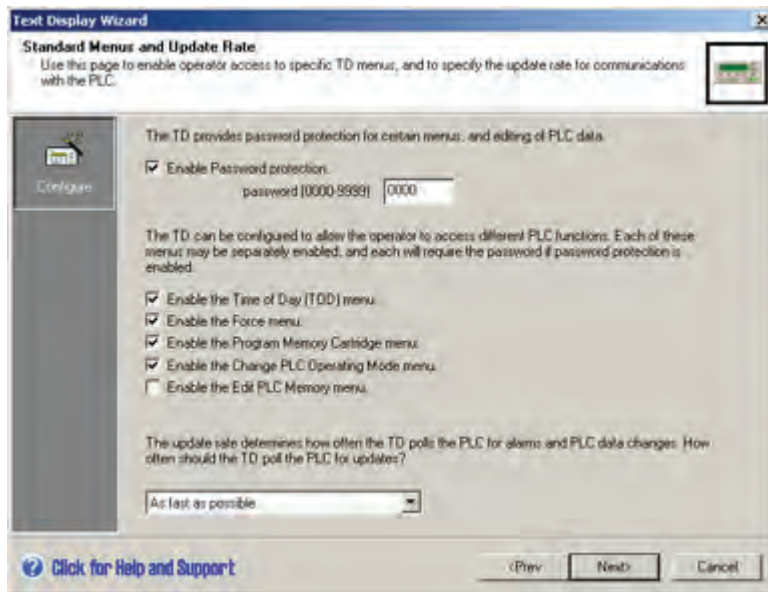 Text Display Wizard
Standard Menus and Update Rate
Use this page to enable operator access to specific TD menus, and to specify the update rate for communications
with the PLC.
Configure
The TD provides password protection for certain menus, and editing of PLC data.
Enable Password protection.
password (0000-9999)
0000
The TD can be configured to allow the operator to access different PLC functions. Each of these
menus may be separately enabled, and each will require the password if password protection is
enabled.
Enable the Time of Day (TOD) menu.
Enable the Force menu.
Enable the Program Memory Cartridge menu.
Enable the Change PLC Operating Mode menu.
Enable the Edit PLC Memory menu.
The update rate determines how often the TD polls the PLC for alarms and PLC data changes. How
often should the TD poll the PLC for updates?
As fast as possible
Click for Help and Support
<Prev
Next>
Cancel